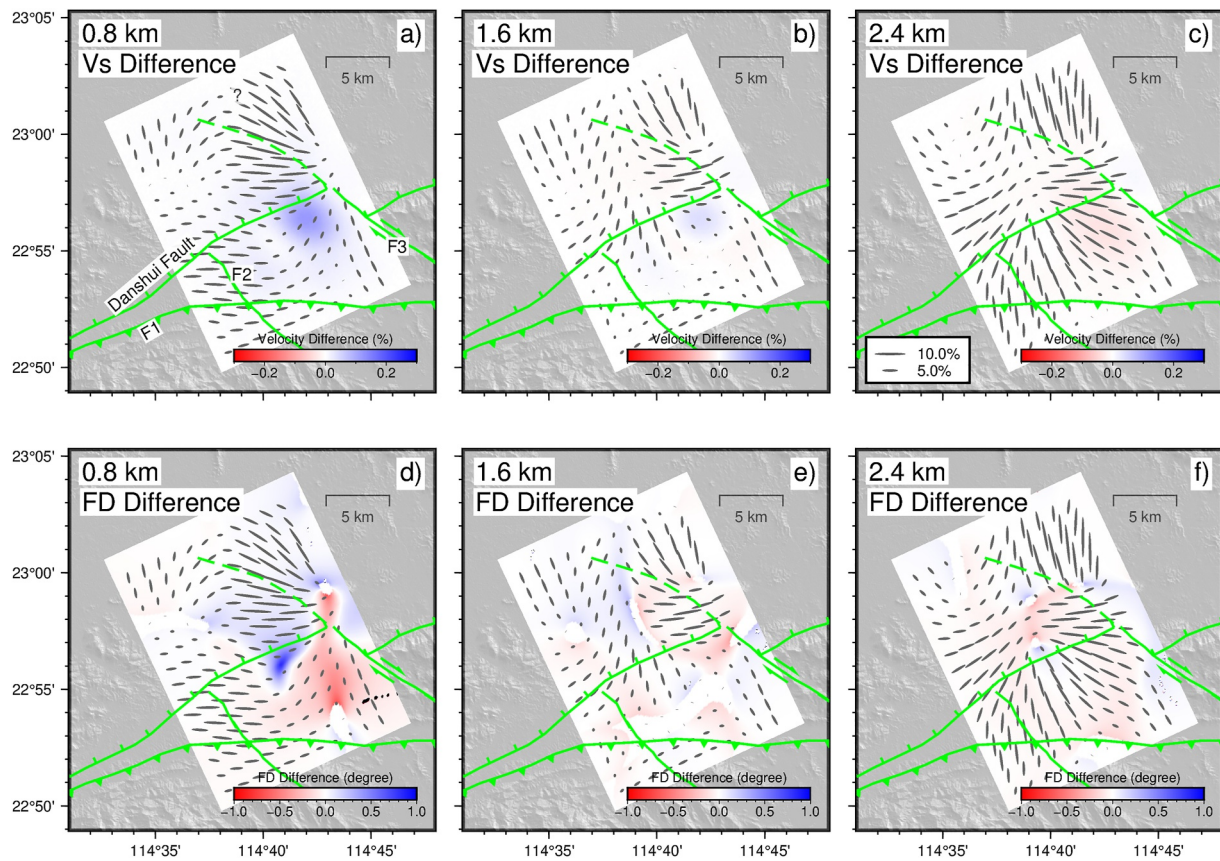 23°05'
0.8 km
a)
1.6 km
b)
2.4 km
c)
Vs Difference
Vs Difference
Vs Difference
5 km
5 km
5 km
?
23°00'
22°55'
Danshui Fault
F2
F3
F1
Velocity Difference (%)
Velocity Difference (%)
Velocity Difference (%)
−0.2 0.0 0.2
−0.2 0.0 0.2
−0.2 0.0 0.2
10.0%
5.0%
22°50'
23°05'
0.8 km
d)
1.6 km
e)
2.4 km
f)
FD Difference
FD Difference
FD Difference
5 km
5 km
5 km
23°00'
22°55'
FD Difference (degree)
FD Difference (degree)
FD Difference (degree)
−1.0 −0.5 0.0 0.5 1.0
−1.0 −0.5 0.0 0.5 1.0
−1.0 −0.5 0.0 0.5 1.0
22°50'
114°35' 114°40' 114°45'
114°35' 114°40' 114°45'
114°35' 114°40' 114°45'